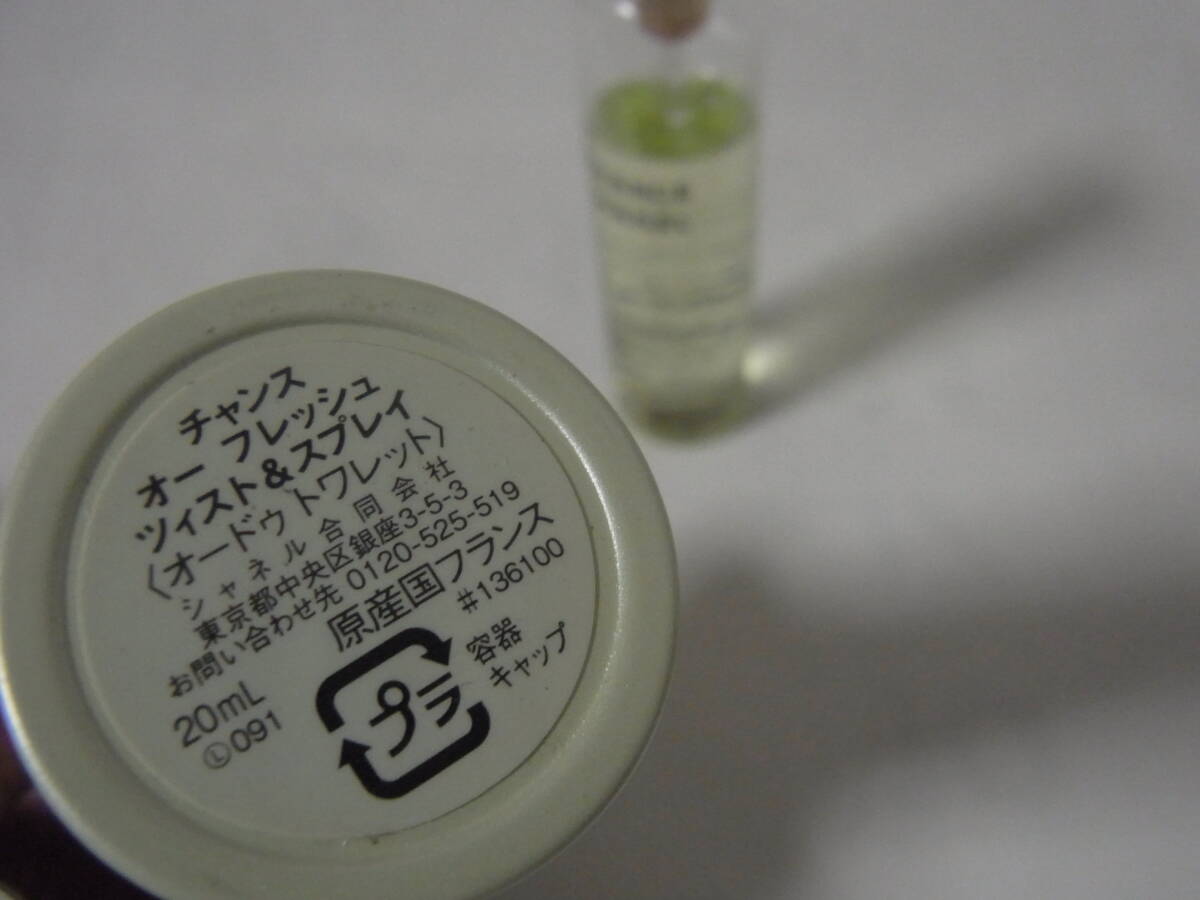 チャンス
オー フレッシュ
ツィスト&スプレイ
〈オードゥ トワレット〉
シャネル合同会社
東京都中央区銀座3-5-3
お問い合わせ先 0120-525-519
原産国フランス
#136100
20mL
Ⓛ091
プラ
容器
キャップ